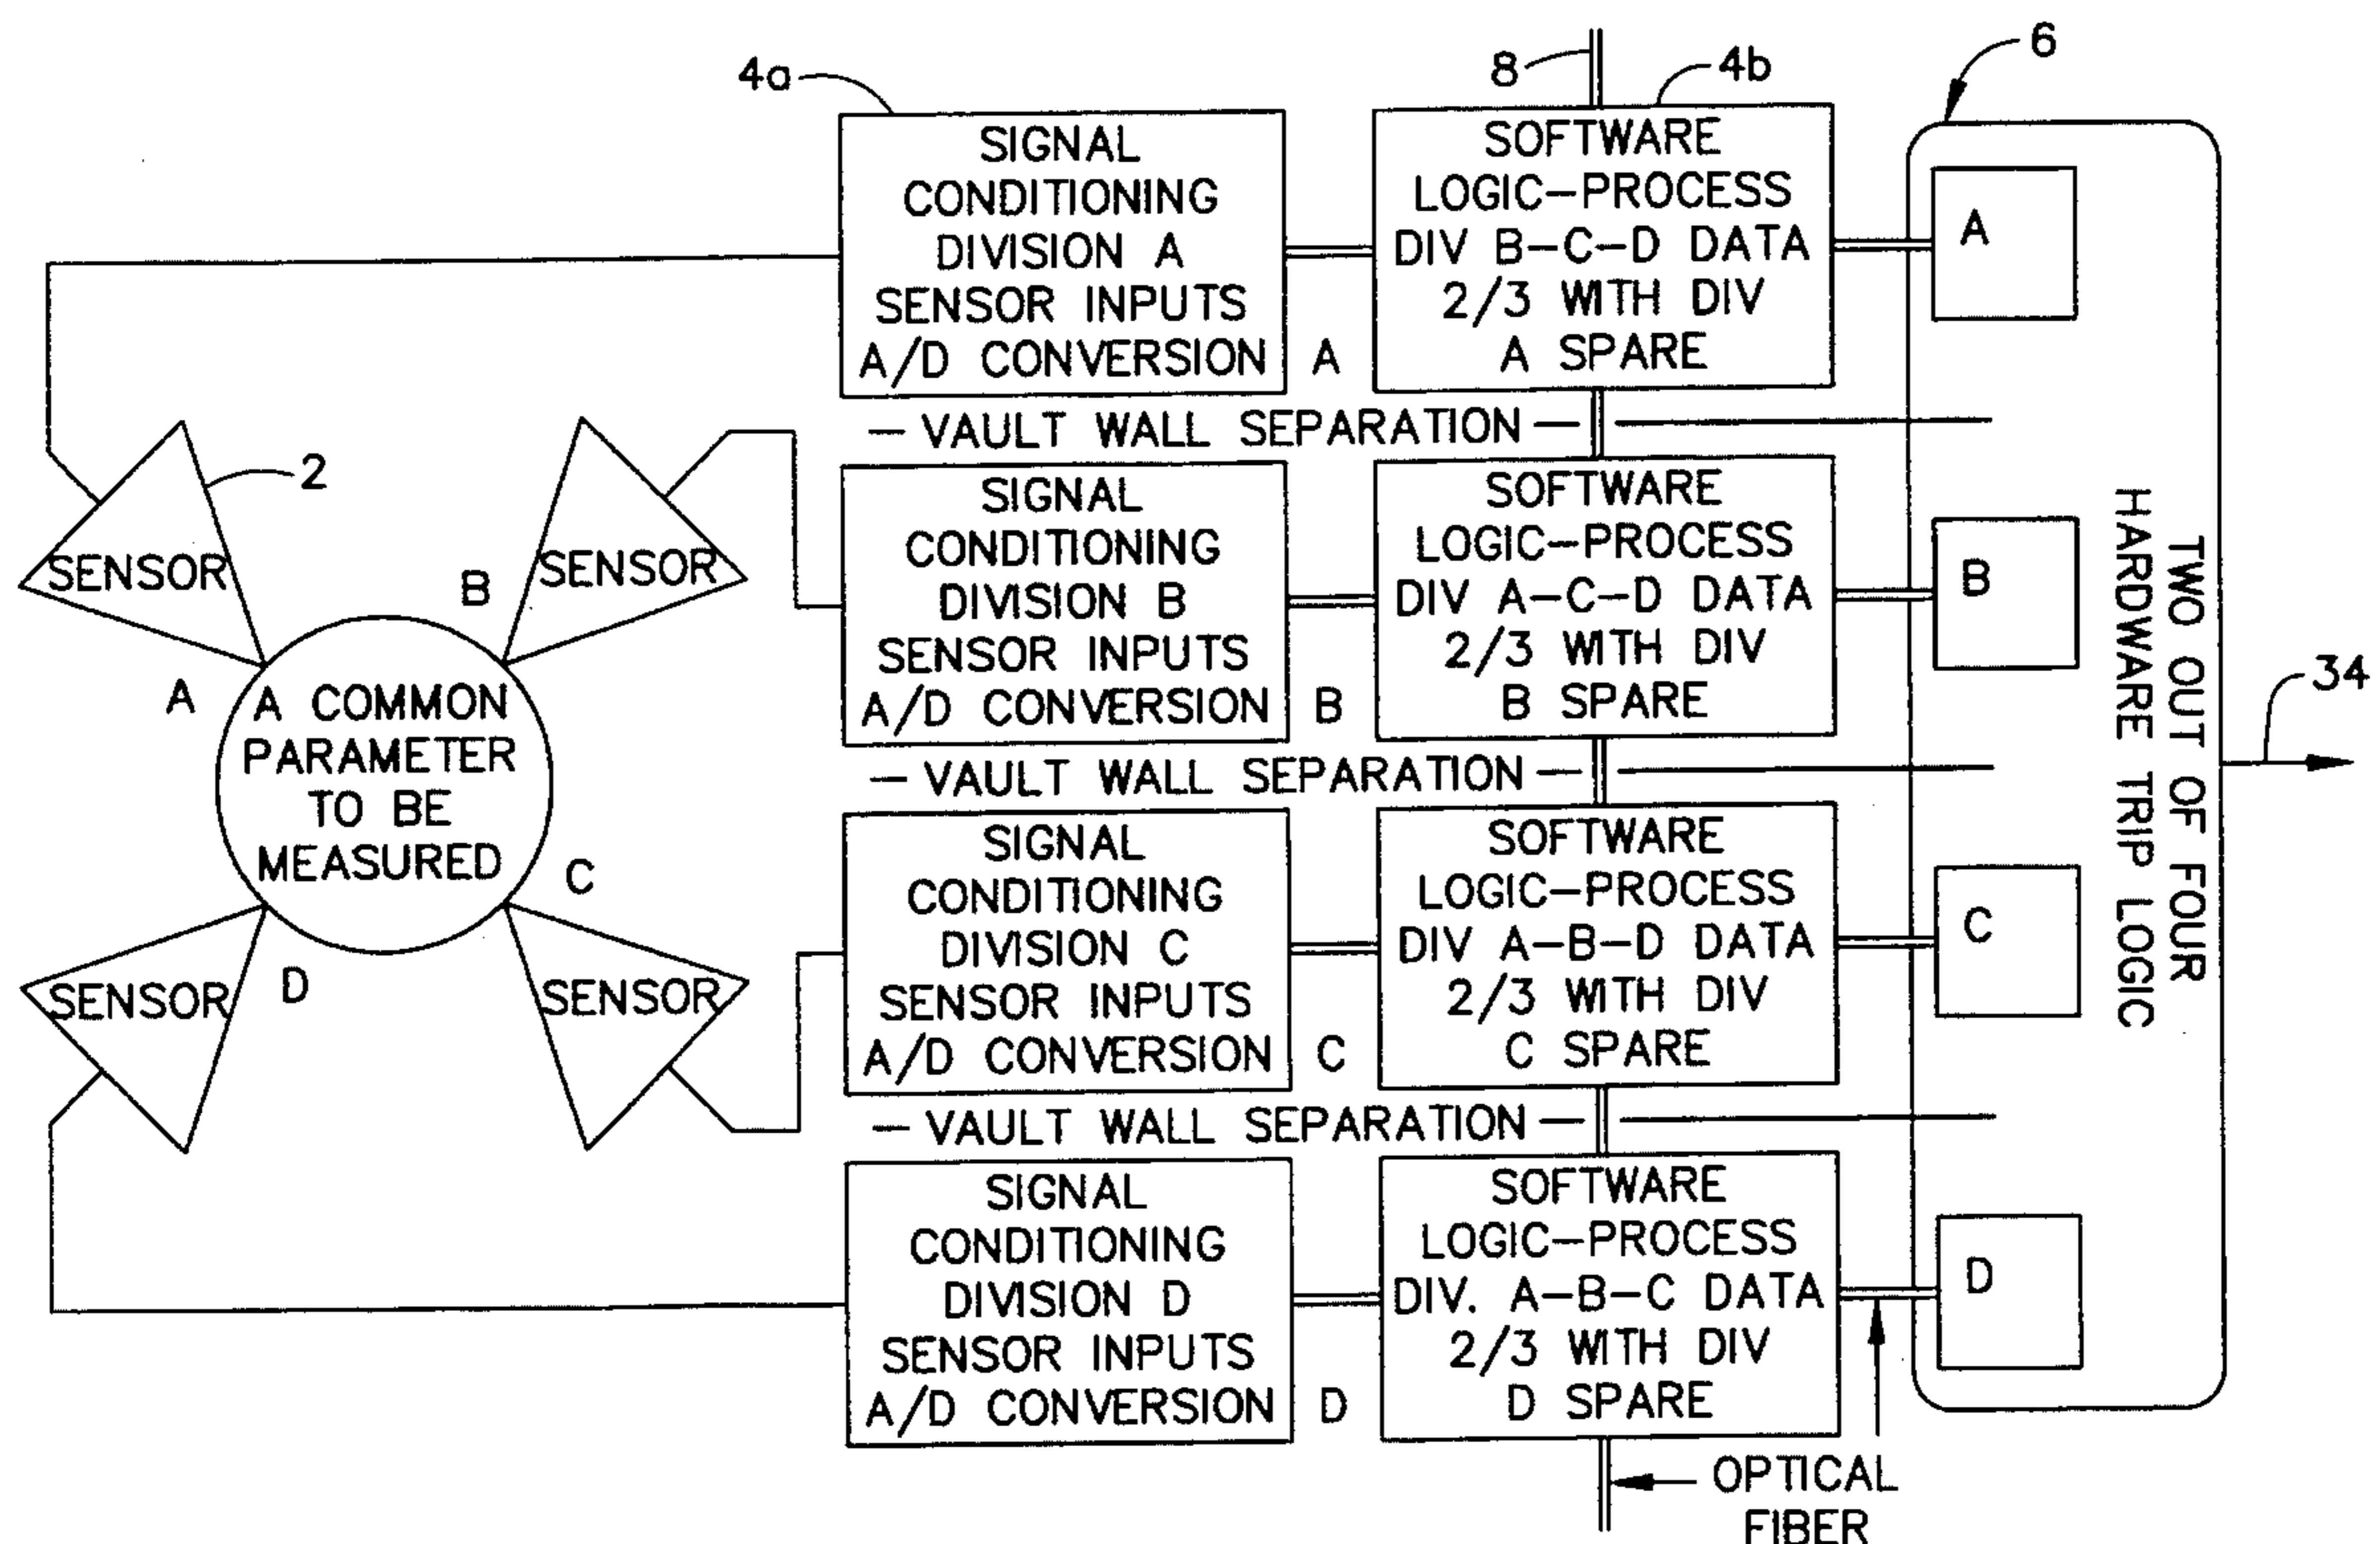 4a
8
4b
6
SIGNAL
CONDITIONING
DIVISION A
SENSOR INPUTS
A/D CONVERSION
A
SOFTWARE
LOGIC-PROCESS
DIV B-C-D DATA
2/3 WITH DIV
A SPARE
A
- VAULT WALL SEPARATION -
2
SENSOR
B
SENSOR
SIGNAL
CONDITIONING
DIVISION B
SENSOR INPUTS
A/D CONVERSION
B
SOFTWARE
LOGIC-PROCESS
DIV A-C-D DATA
2/3 WITH DIV
B SPARE
B
TWO OUT OF FOUR
HARDWARE TRIP LOGIC
34
A
A COMMON
PARAMETER
TO BE
MEASURED
- VAULT WALL SEPARATION -
C
D
SENSOR
SENSOR
SIGNAL
CONDITIONING
DIVISION C
SENSOR INPUTS
A/D CONVERSION
C
SOFTWARE
LOGIC-PROCESS
DIV A-B-D DATA
2/3 WITH DIV
C SPARE
C
- VAULT WALL SEPARATION -
SIGNAL
CONDITIONING
DIVISION D
SENSOR INPUTS
A/D CONVERSION
D
SOFTWARE
LOGIC-PROCESS
DIV. A-B-C DATA
2/3 WITH DIV
D SPARE
D
OPTICAL
FIBER